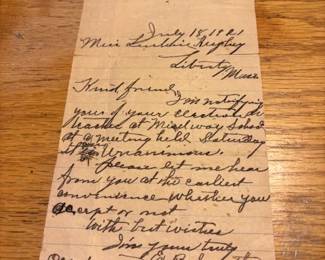 July 18 1921
Miss
Liberty
Miss
Kind friend,
I'm notifying
you of your election as
teacher at Midway School
at a meeting held Saturday
unanimous.
please let me hear
from you at the earliest
convenience whether you
accept or not
with best wishes
I'm yours truly